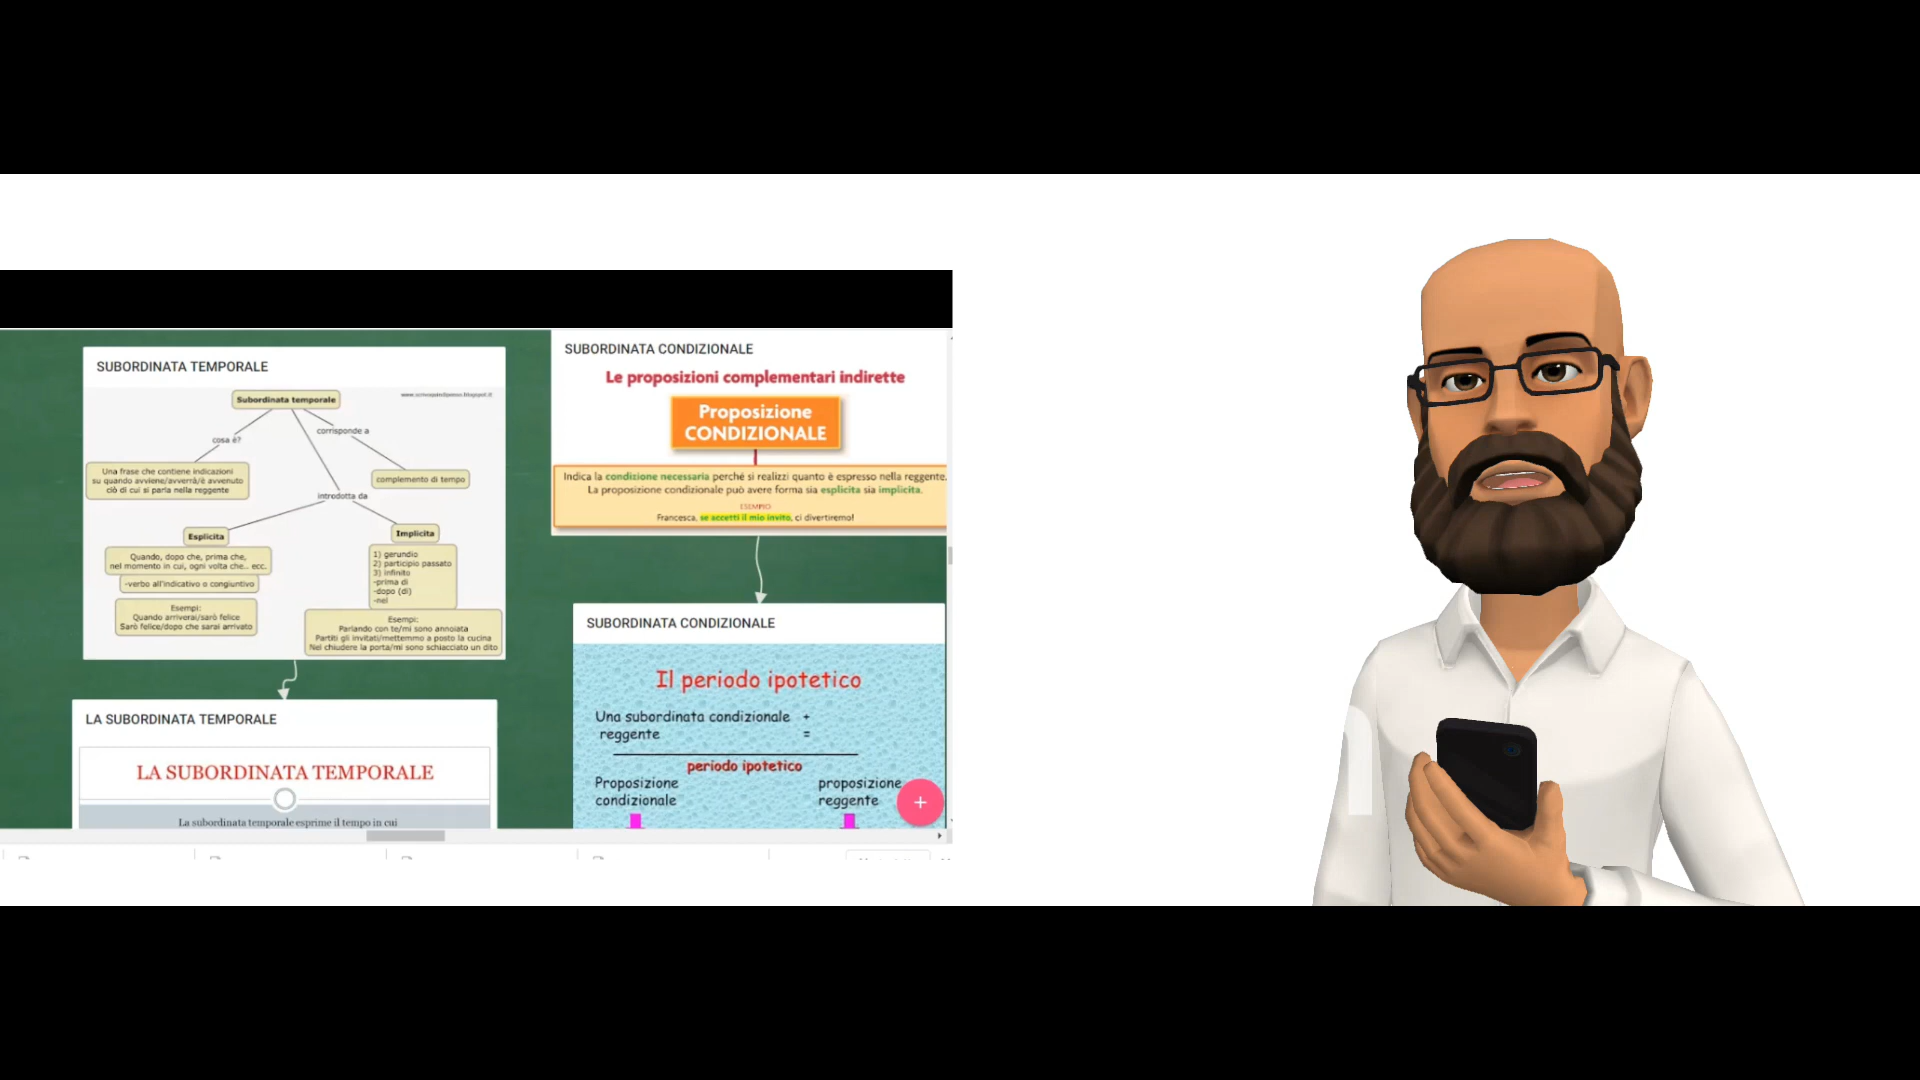 SUBORDINATA TEMPORALE
Subordinata temporale
cosa è?
corrisponde a
Una frase che contiene indicazioni
su quando avviene/avverrà/è avvenuto
ciò di cui si parla nella reggente
complemento di tempo
introdotta da
Esplicita
Quando, dopo che, prima che,
nel momento in cui, ogni volta che... ecc.
-verbo all'indicativo o congiuntivo
Esempi:
Quando arriverai/sarò felice
Sarò felice/dopo che sarai arrivato
Implicita
1) gerundio
2) participio passato
3) infinito
-prima di
-dopo (di)
-nel
Esempi:
Parlando con te/mi sono annoiata
Partiti gli invitati/mettemmo a posto la cucina
Nel chiudere la porta/mi sono schiacciato un dito
LA SUBORDINATA TEMPORALE
LA SUBORDINATA TEMPORALE
La subordinata temporale esprime il tempo in cui
SUBORDINATA CONDIZIONALE
Le proposizioni complementari indirette
Proposizione
CONDIZIONALE
Indica la condizione necessaria perché si realizzi quanto è espresso nella reggente.
La proposizione condizionale può avere forma sia esplicita sia implicita.
ESEMPIO
Francesca, se accetti il mio invito, ci divertiremo!
SUBORDINATA CONDIZIONALE
Il periodo ipotetico
Una subordinata condizionale +
reggente =
periodo ipotetico
Proposizione
condizionale
proposizione
reggente
+